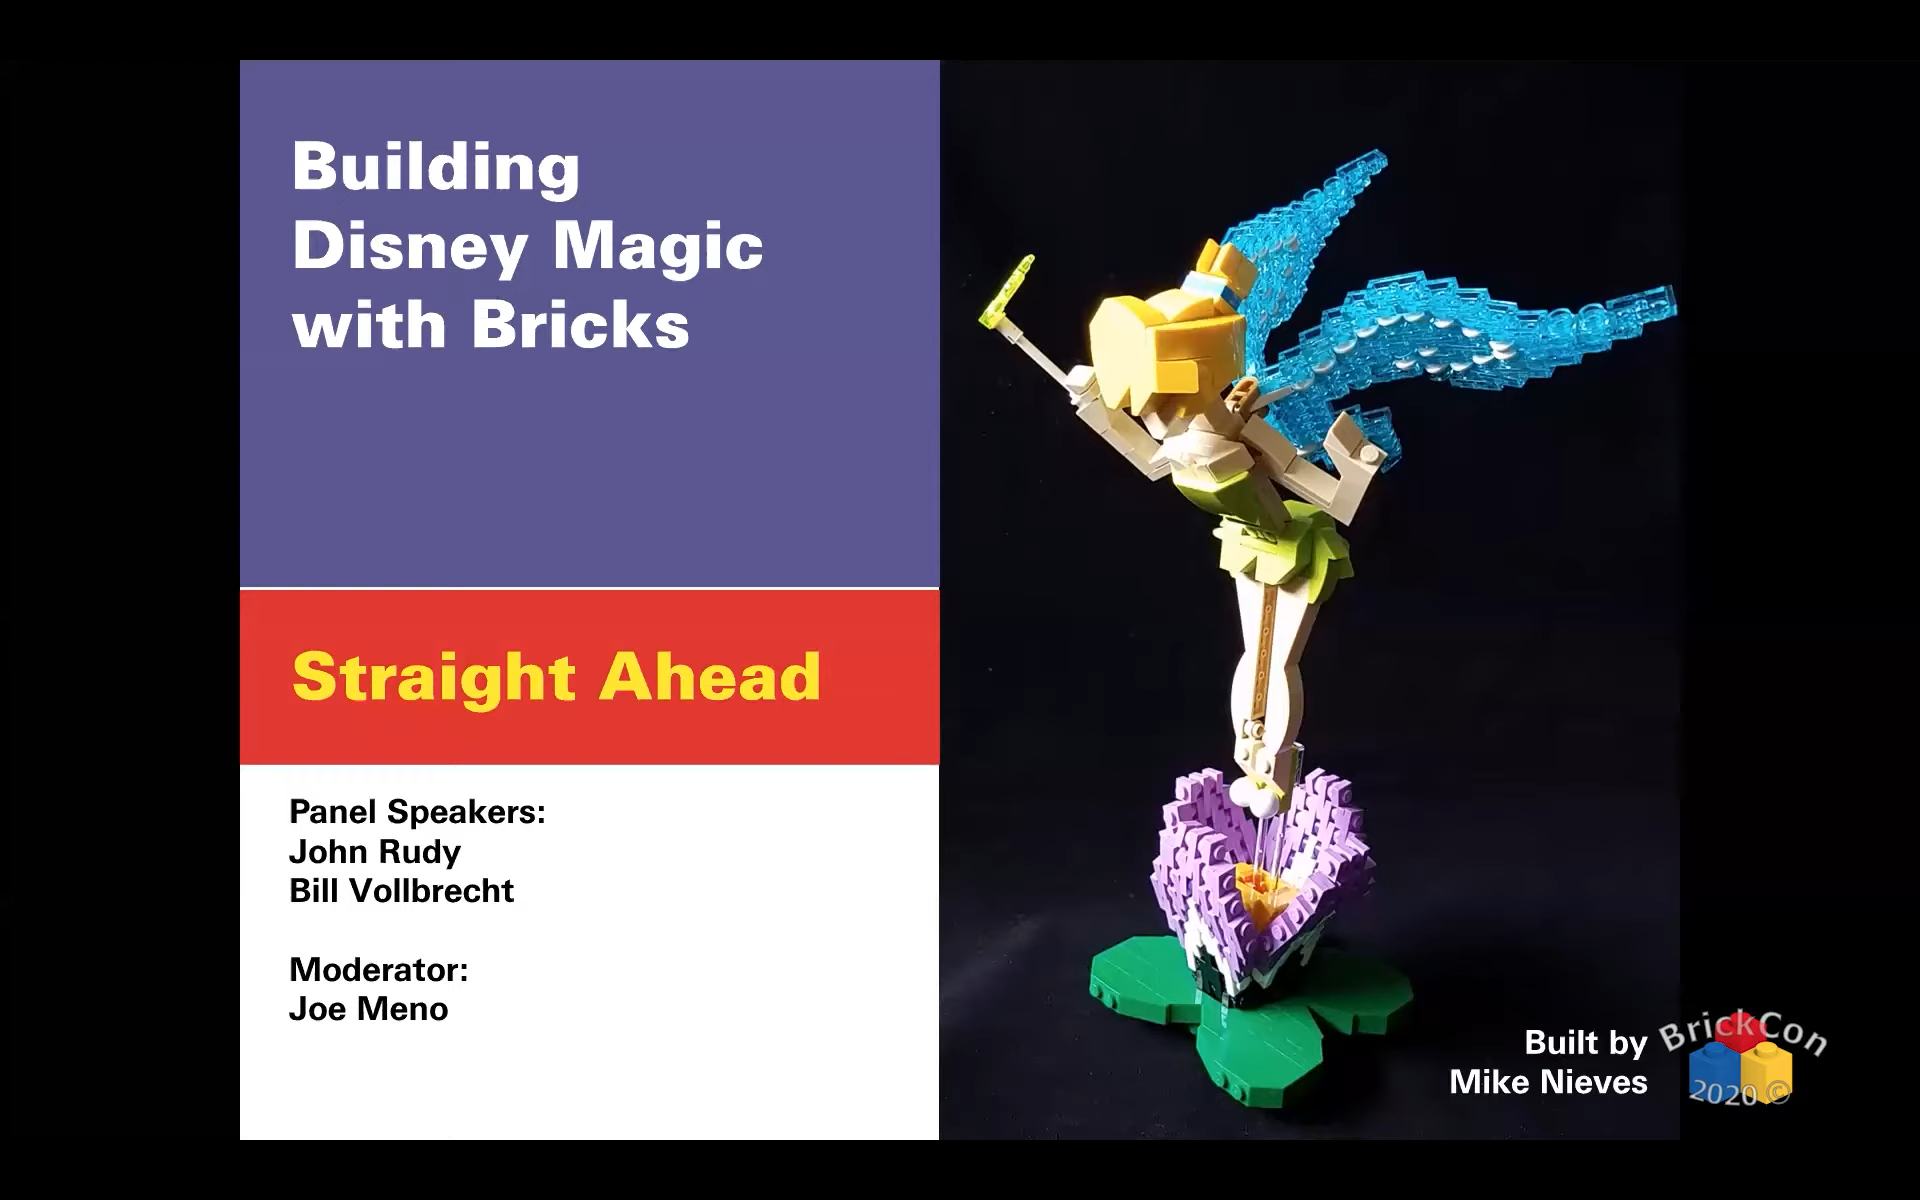 Building
Disney Magic
with Bricks
Straight Ahead
Panel Speakers:
John Rudy
Bill Vollbrecht
Moderator:
Joe Meno
Built by
Mike Nieves
BrickCon
2020 ©